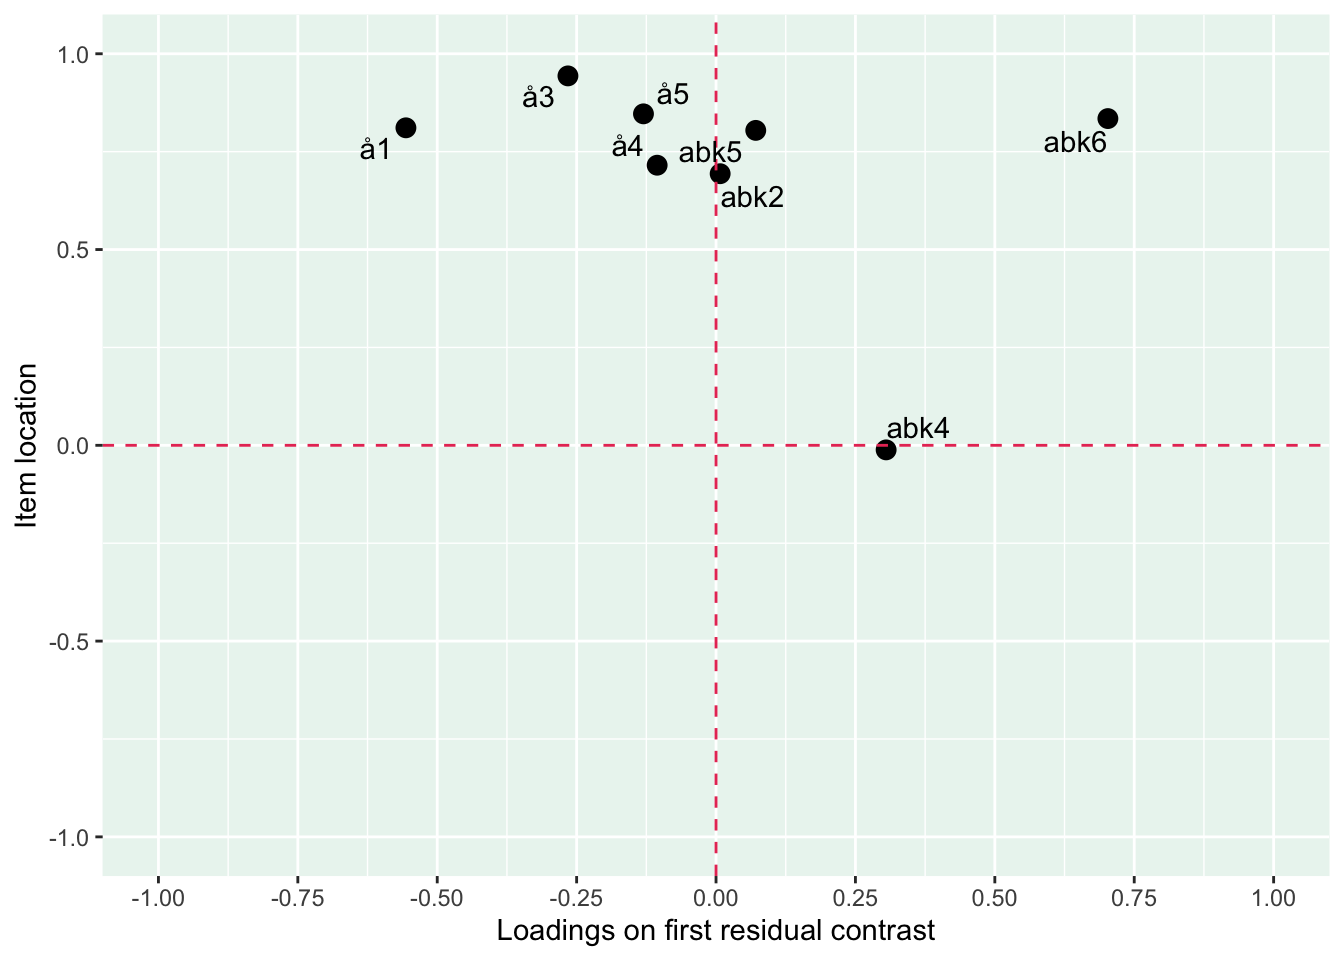 1.0
å3
å5
å1
å4
abk5
abk6
abk2
0.5
abk4
0.0
-0.5
-1.0
Item location
-1.00 -0.75 -0.50 -0.25 0.00 0.25 0.50 0.75 1.00
Loadings on first residual contrast